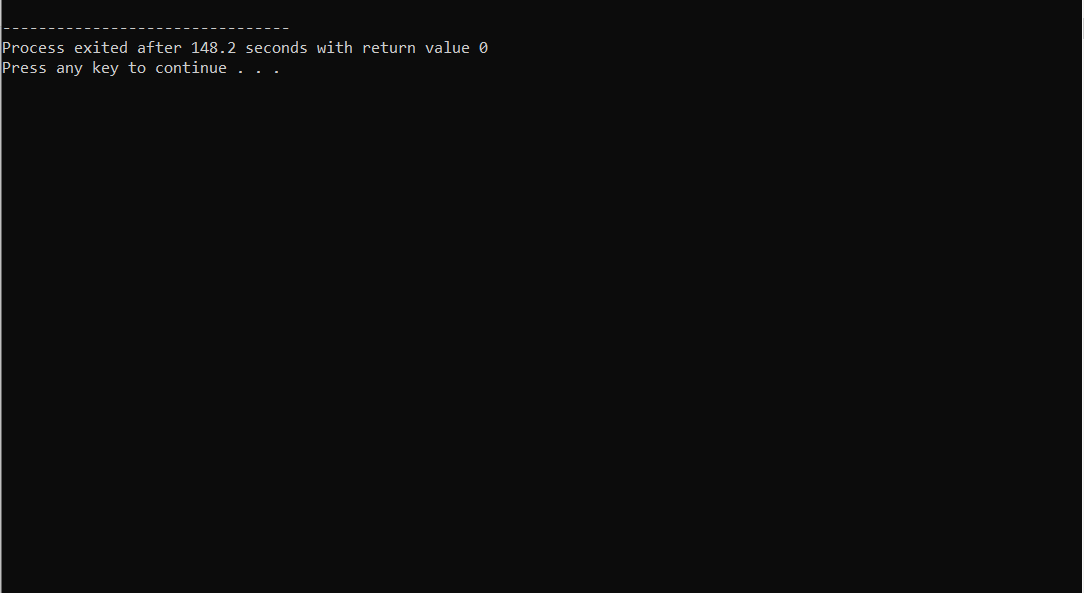 --------------------------------
Process exited after 148.2 seconds with return value 0
Press any key to continue . . .